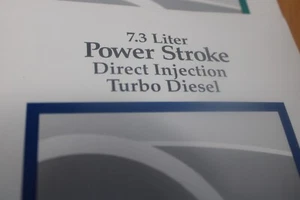 7.3 Liter
Power Stroke
Direct Injection
Turbo Diesel